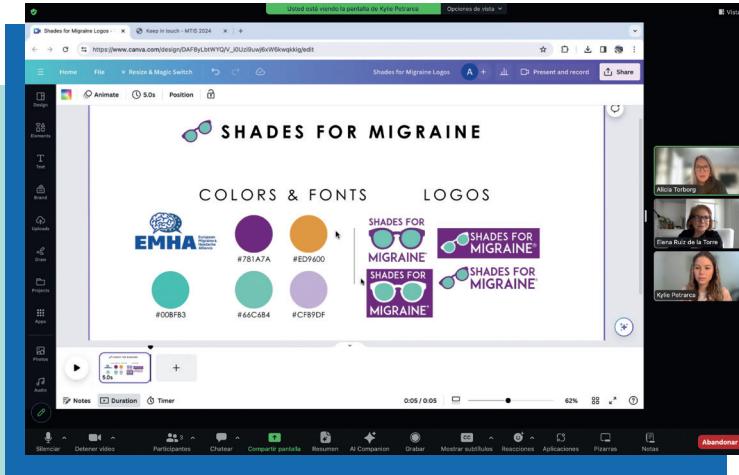 Usted está viendo la pantalla de Kylie Petrarca
Opciones de vista
Vista
Shades for Migraine Logos -
Keep in touch - MTIS 2024
https://www.canva.com/design/DAF8yLbtWYQ/V_i0Uzi9uwj6xW6kwqkkig/edit
Home File Resize & Magic Switch Shades for Migraine Logos A Present and record Share
Animate 5.0s Position
Design
Elements
Text
Brand
Uploads
Draw
Projects
Apps
Photos
Audio
SHADES FOR MIGRAINE
COLORS & FONTS LOGOS
EMHA European Migraine & Headache Alliance
#781A7A #ED9600
#00BFB3 #66C6B4 #CFB9DF
SHADES FOR
MIGRAINE®
SHADES FOR
MIGRAINE®
SHADES FOR
MIGRAINE®
SHADES FOR
MIGRAINE®
Alicia Torborg
Elena Ruiz de la Torre
Kylie Petrarca
5.0s
Notes Duration Timer 0:05 / 0:05 62%
Silenciar Detener video Participantes 3 Chatear Compartir pantalla Resumen AI Companion Grabar Mostrar subtítulos Reacciones Aplicaciones Pizarras Notas Abandonar